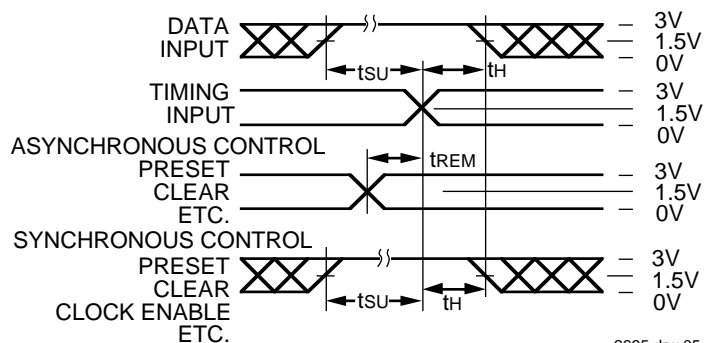 DATA
INPUT
3V
1.5V
0V
tSU
tH
TIMING
INPUT
3V
1.5V
0V
ASYNCHRONOUS CONTROL
PRESET
CLEAR
ETC.
tREM
3V
1.5V
0V
SYNCHRONOUS CONTROL
PRESET
CLEAR
CLOCK ENABLE
ETC.
3V
1.5V
0V
tSU
tH